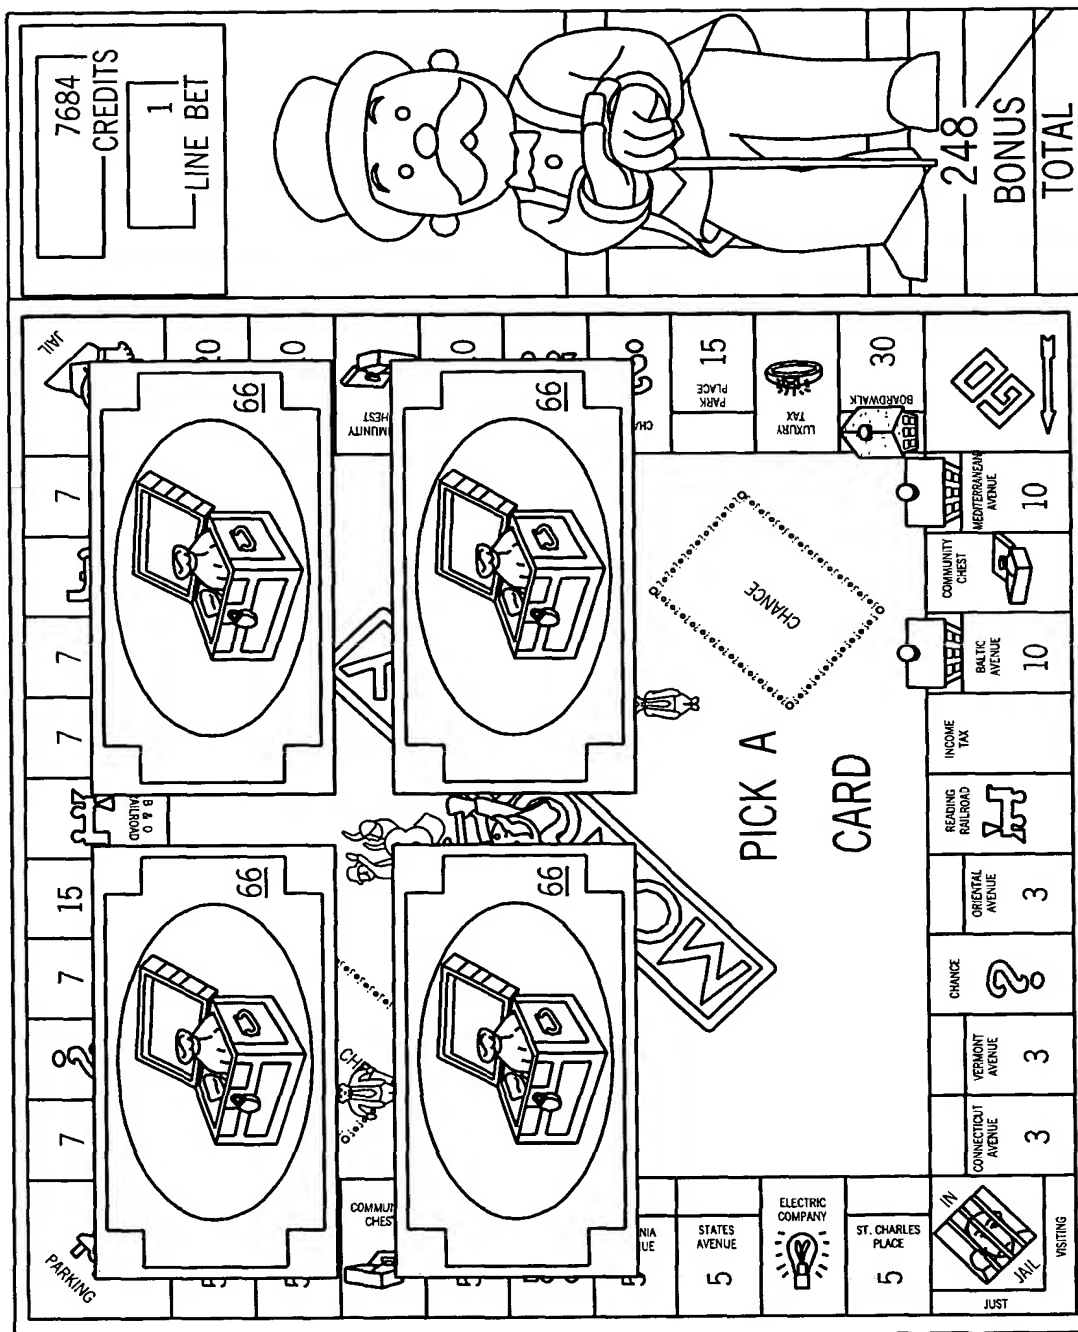 7684
CREDITS
1
LINE BET
248
BONUS
TOTAL
JAIL
7
7
7
B & O
15
7
7
PARKING
66
66
66
66
15
PARK
PLACE
LUXURY
TAX
30
BOARDWALK
GO
MEDITERRANEAN
AVENUE
10
COMMUNITY
CHEST
BALTIC
AVENUE
10
INCOME
TAX
READING
RAILROAD
ORIENTAL
AVENUE
3
CHANCE
?
VERMONT
AVENUE
3
CONNECTICUT
AVENUE
3
IN
JAIL
JUST
VISITING
ST. CHARLES
PLACE
5
ELECTRIC
COMPANY
STATES
AVENUE
5
CHANCE
PICK A
CARD